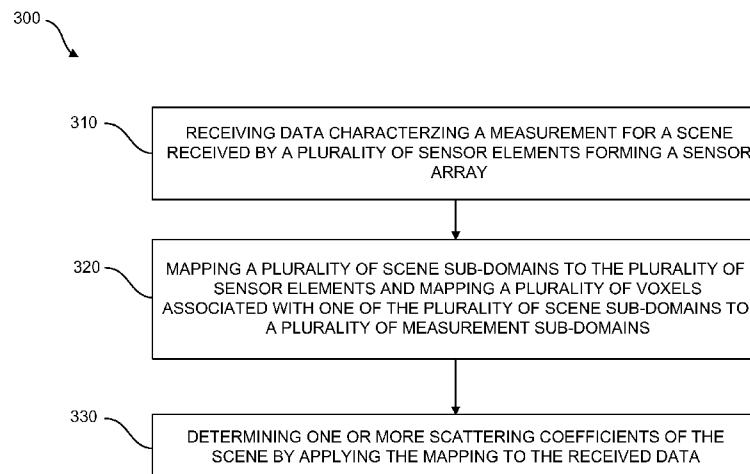 300
310
RECEIVING DATA CHARACTERZING A MEASUREMENT FOR A SCENE
RECEIVED BY A PLURALITY OF SENSOR ELEMENTS FORMING A SENSOR
ARRAY
320
MAPPING A PLURALITY OF SCENE SUB-DOMAINS TO THE PLURALITY OF
SENSOR ELEMENTS AND MAPPING A PLURALITY OF VOXELS
ASSOCIATED WITH ONE OF THE PLURALITY OF SCENE SUB-DOMAINS TO
A PLURALITY OF MEASUREMENT SUB-DOMAINS
330
DETERMINING ONE OR MORE SCATTERING COEFFICIENTS OF THE
SCENE BY APPLYING THE MAPPING TO THE RECEIVED DATA